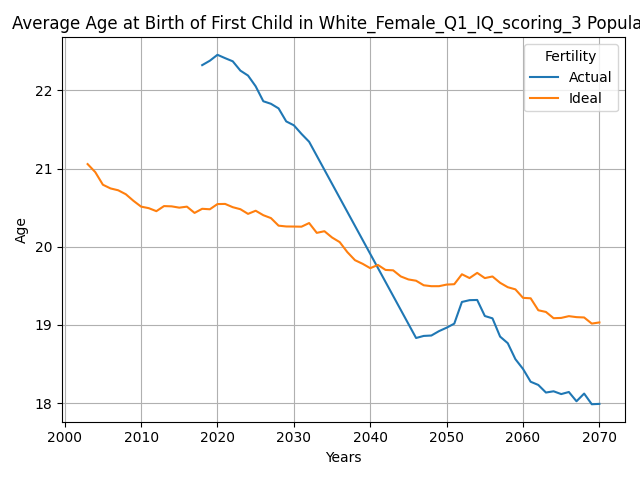 Average Age at Birth of First Child in White_Female_Q1_IQ_scoring_3 Popula
Fertility
Actual
Ideal
22
21
20
19
18
Age
2000 2010 2020 2030 2040 2050 2060 2070
Years